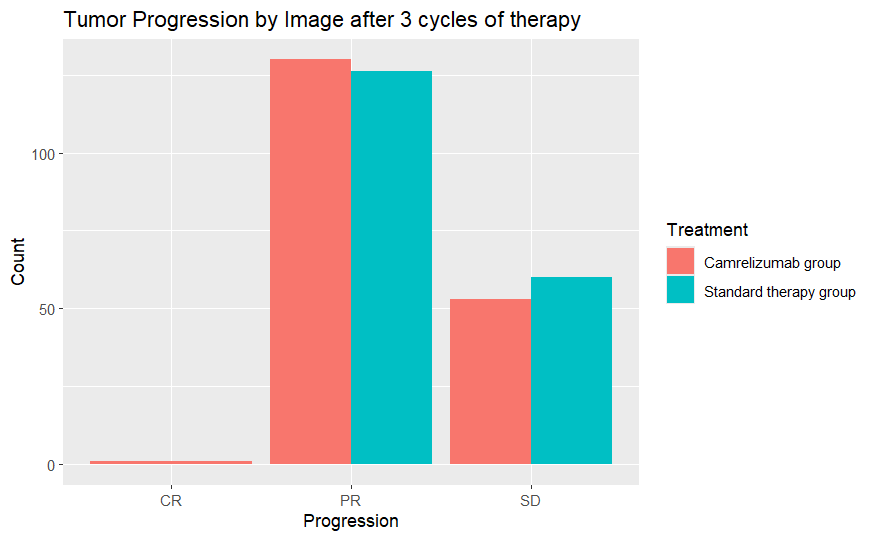 Tumor Progression by Image after 3 cycles of therapy
Count
100
50
0
CR PR SD
Progression
Treatment
Camrelizumab group
Standard therapy group